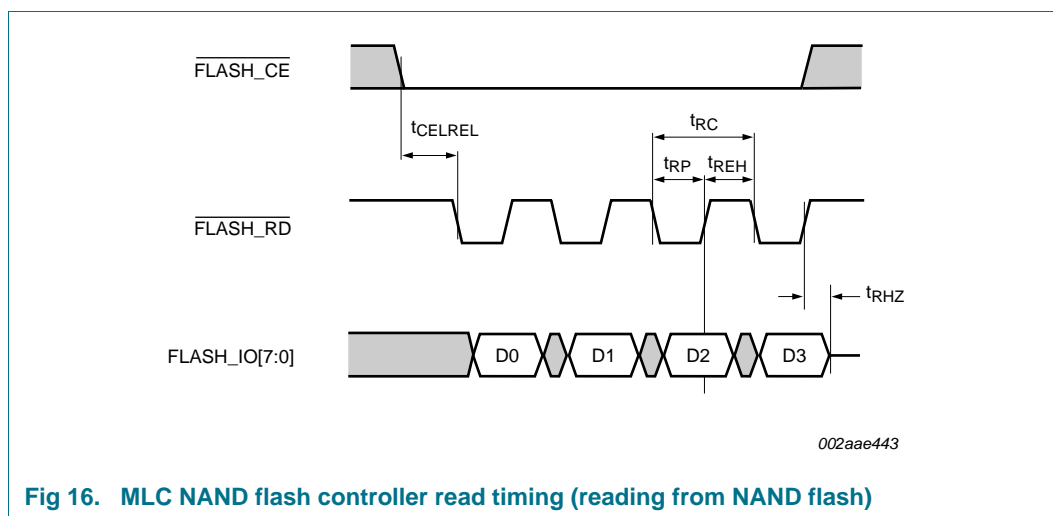 FLASH_CE
tCELREL
tRC
tRP
tREH
FLASH_RD
tRHZ
FLASH_IO[7:0]
D0
D1
D2
D3
002aae443
Fig 16. MLC NAND flash controller read timing (reading from NAND flash)